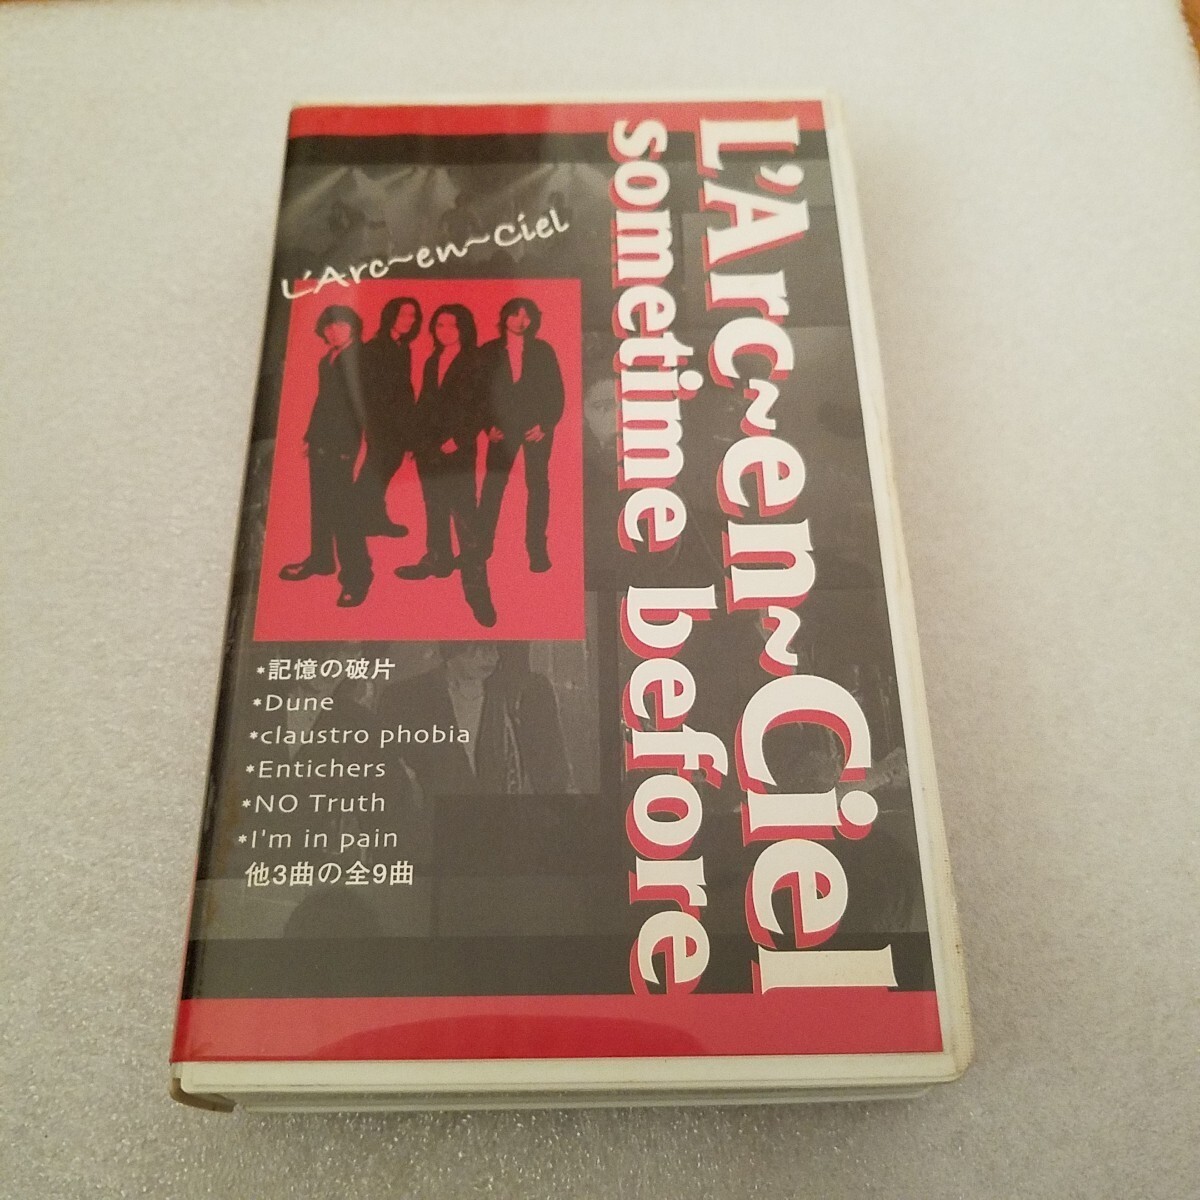 L'Arc~en~Ciel
sometime before
L'Arc~en~Ciel
*記憶の破片
*Dune
*claustro phobia
*Entichers
*NO Truth
*I'm in pain
他3曲の全9曲